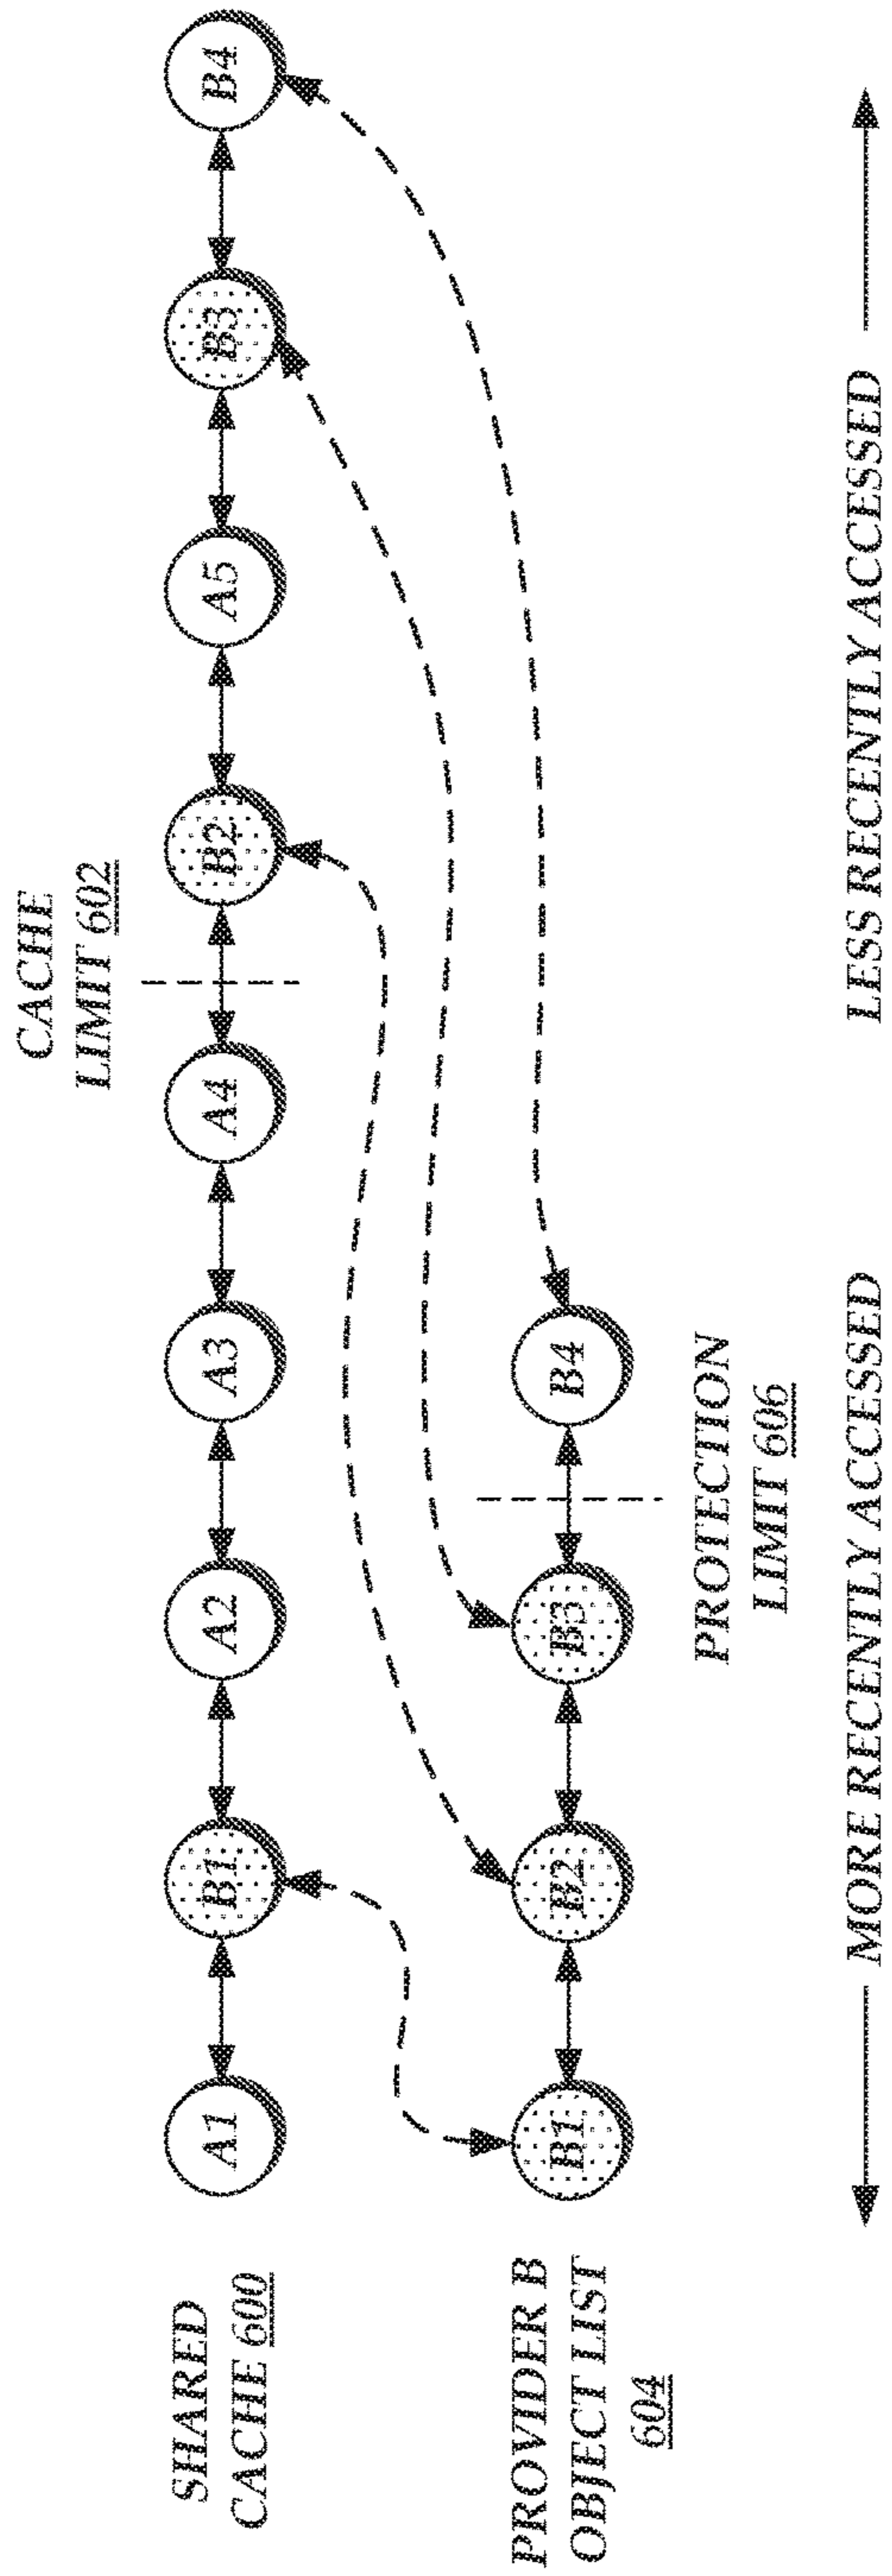 CACHE
LIMIT 602
SHARED
CACHE 600
A1
B1
A2
A3
A4
B2
A5
B3
B4
PROVIDER B
OBJECT LIST
604
B1
B2
B3
B4
PROTECTION
LIMIT 606
MORE RECENTLY ACCESSED
LESS RECENTLY ACCESSED